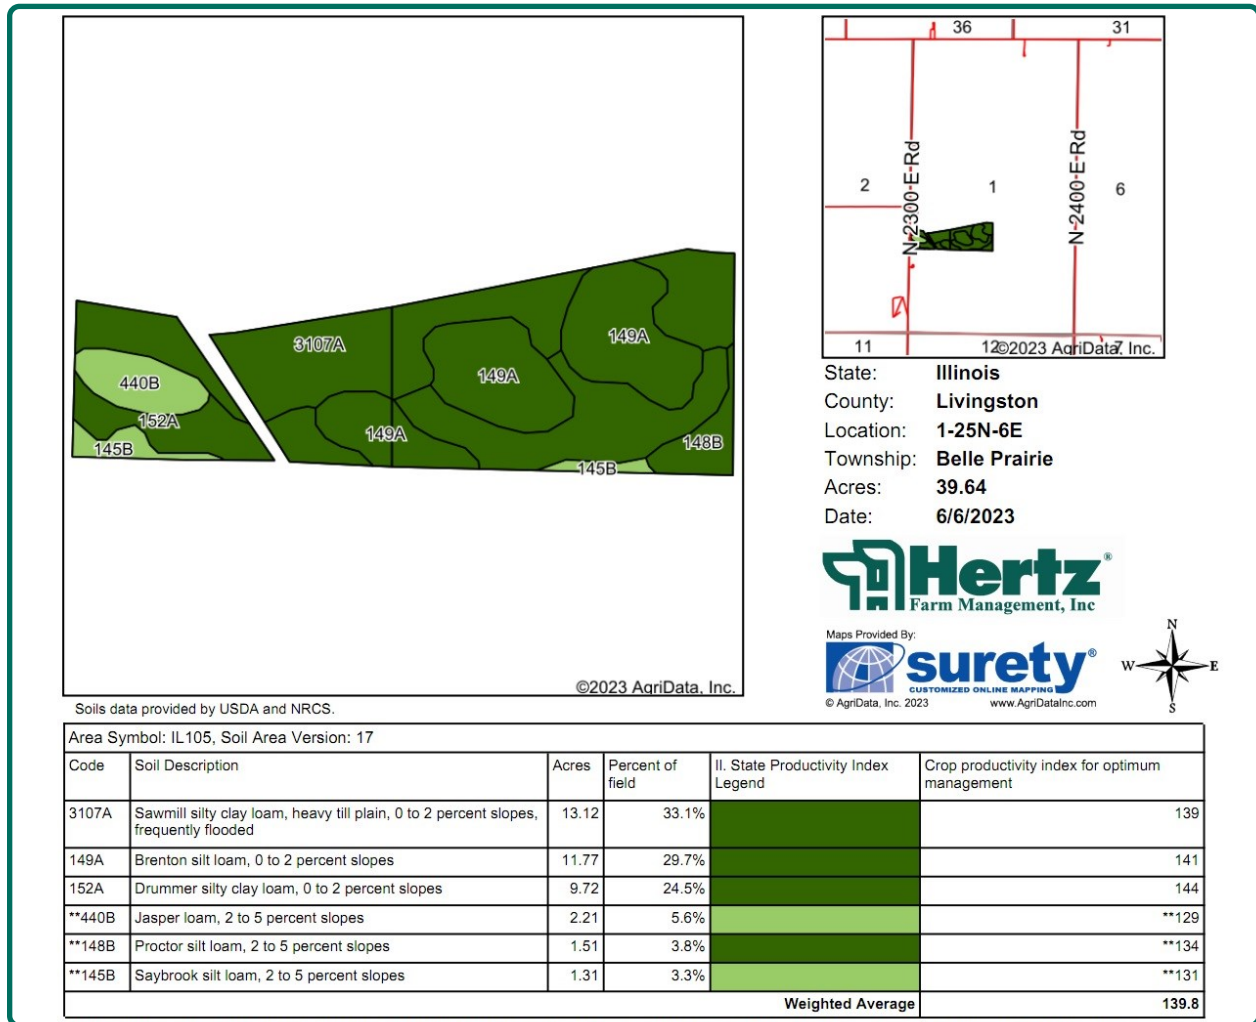 3107A
149A
149A
440B
152A
149A
148B
145B
145B
©2023 AgriData, Inc.
36
31
N-2300-E-Rd
N-2400-E-Rd
2
1
6
11
12
7
©2023 AgriData, Inc.
State: Illinois
County: Livingston
Location: 1-25N-6E
Township: Belle Prairie
Acres: 39.64
Date: 6/6/2023
Hertz®
Farm Management, Inc
Maps Provided By:
surety®
CUSTOMIZED ONLINE MAPPING
© AgriData, Inc. 2023 www.AgriDataInc.com
N
W E
S
Soils data provided by USDA and NRCS.
Area Symbol: IL105, Soil Area Version: 17
Code Soil Description Acres Percent of field II. State Productivity Index Legend Crop productivity index for optimum management
3107A Sawmill silty clay loam, heavy till plain, 0 to 2 percent slopes, frequently flooded 13.12 33.1% 139
149A Brenton silt loam, 0 to 2 percent slopes 11.77 29.7% 141
152A Drummer silty clay loam, 0 to 2 percent slopes 9.72 24.5% 144
**440B Jasper loam, 2 to 5 percent slopes 2.21 5.6% **129
**148B Proctor silt loam, 2 to 5 percent slopes 1.51 3.8% **134
**145B Saybrook silt loam, 2 to 5 percent slopes 1.31 3.3% **131
Weighted Average 139.8